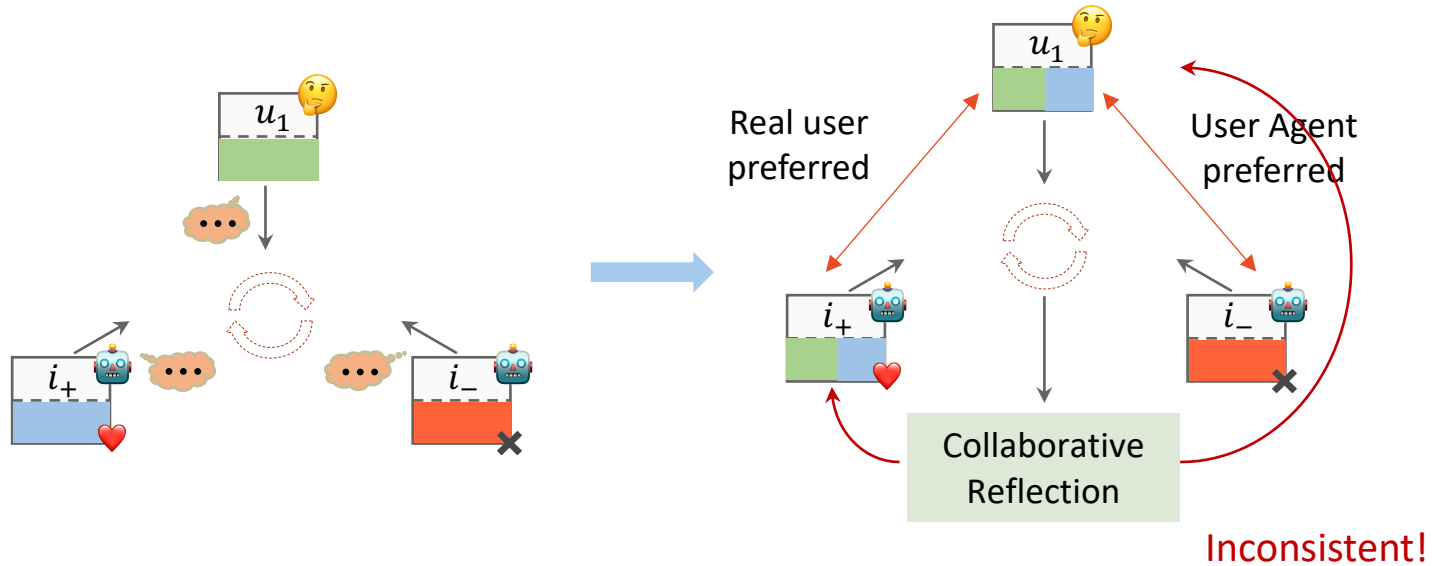 u₁
i₊
i₋
u₁
Real user
preferred
User Agent
preferred
i₊
i₋
Collaborative
Reflection
Inconsistent!